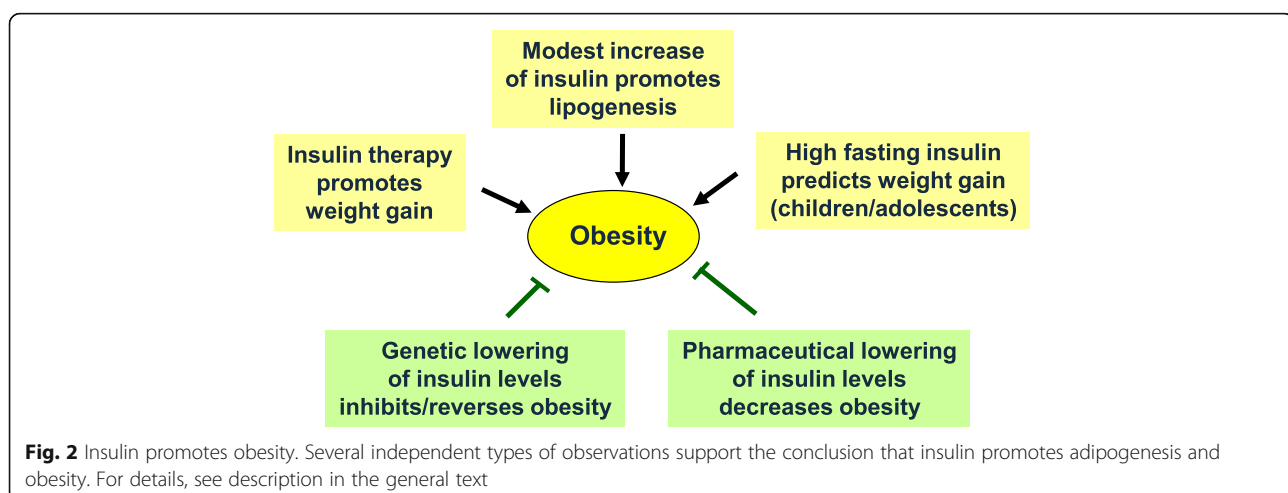 Modest increase
of insulin promotes
lipogenesis
Insulin therapy
promotes
weight gain
High fasting insulin
predicts weight gain
(children/adolescents)
Obesity
Genetic lowering
of insulin levels
inhibits/reverses obesity
Pharmaceutical lowering
of insulin levels
decreases obesity
Fig. 2 Insulin promotes obesity. Several independent types of observations support the conclusion that insulin promotes adipogenesis and
obesity. For details, see description in the general text